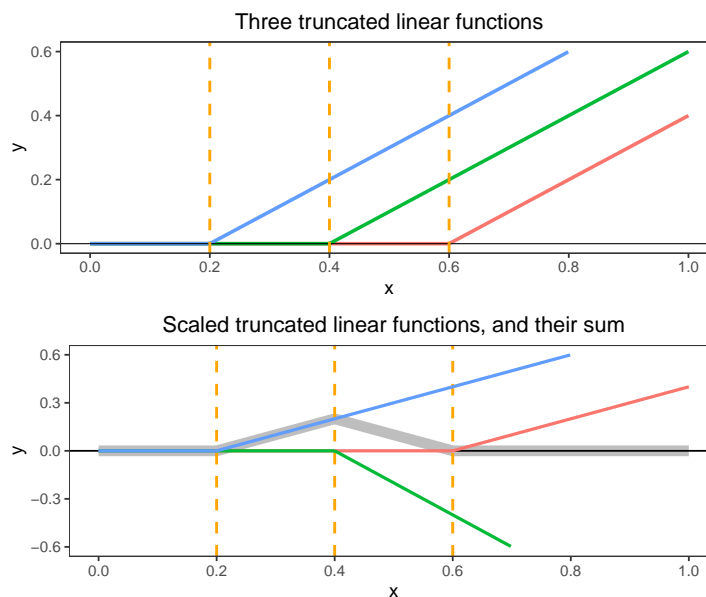 Three truncated linear functions
0.6
0.4
y
0.2
0.0
0.0 0.2 0.4 0.6 0.8 1.0
x
Scaled truncated linear functions, and their sum
0.6
0.3
y
0.0
−0.3
−0.6
0.0 0.2 0.4 0.6 0.8 1.0
x